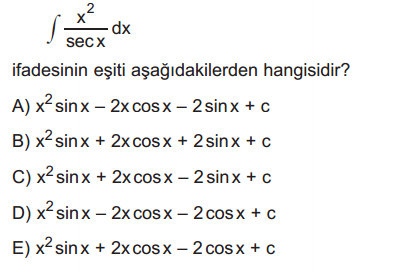 ∫ x² / sec x dx
ifadesinin eşiti aşağıdakilerden hangisidir?
A) x² sin x – 2x cos x – 2 sin x + c
B) x² sin x + 2x cos x + 2 sin x + c
C) x² sin x + 2x cos x – 2 sin x + c
D) x² sin x – 2x cos x – 2 cos x + c
E) x² sin x + 2x cos x – 2 cos x + c